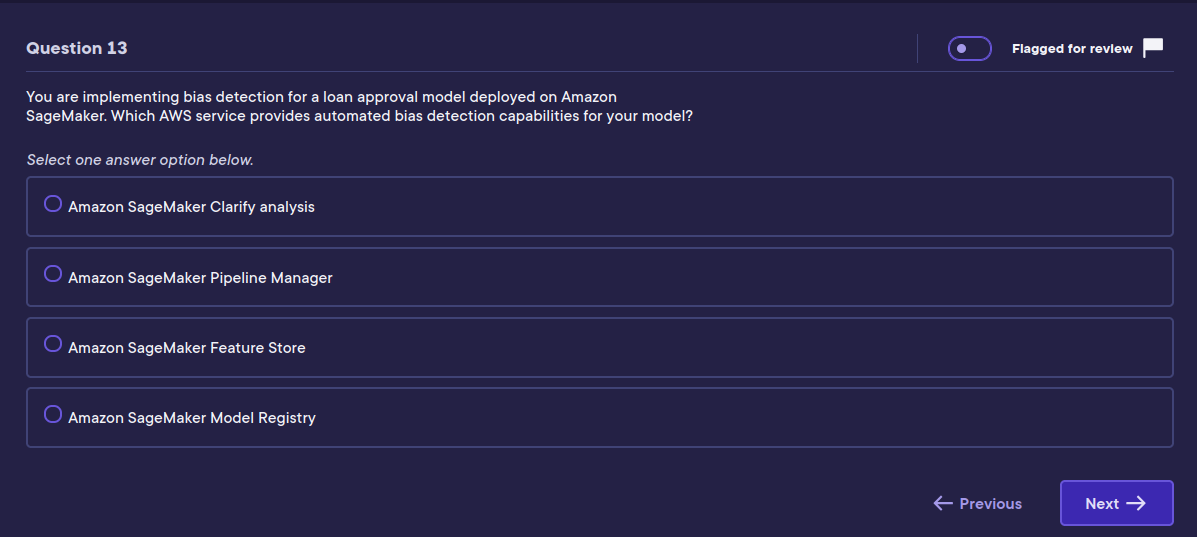 Question 13
Flagged for review
You are implementing bias detection for a loan approval model deployed on Amazon
SageMaker. Which AWS service provides automated bias detection capabilities for your model?
Select one answer option below.
Amazon SageMaker Clarify analysis
Amazon SageMaker Pipeline Manager
Amazon SageMaker Feature Store
Amazon SageMaker Model Registry
Previous
Next